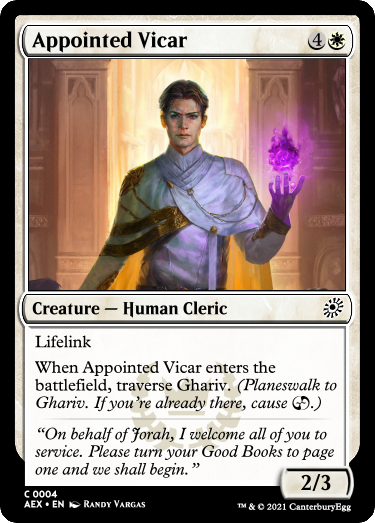 Appointed Vicar 4
Creature — Human Cleric
Lifelink
When Appointed Vicar enters the
battlefield, traverse Ghariv. (Planeswalk to
Ghariv. If you're already there, cause .)
“On behalf of Jorah, I welcome all of you to
service. Please turn your Good Books to page
one and we shall begin.”
2/3
C 0004
AEX • EN Randy Vargas
™ & © 2021 CanterburyEgg